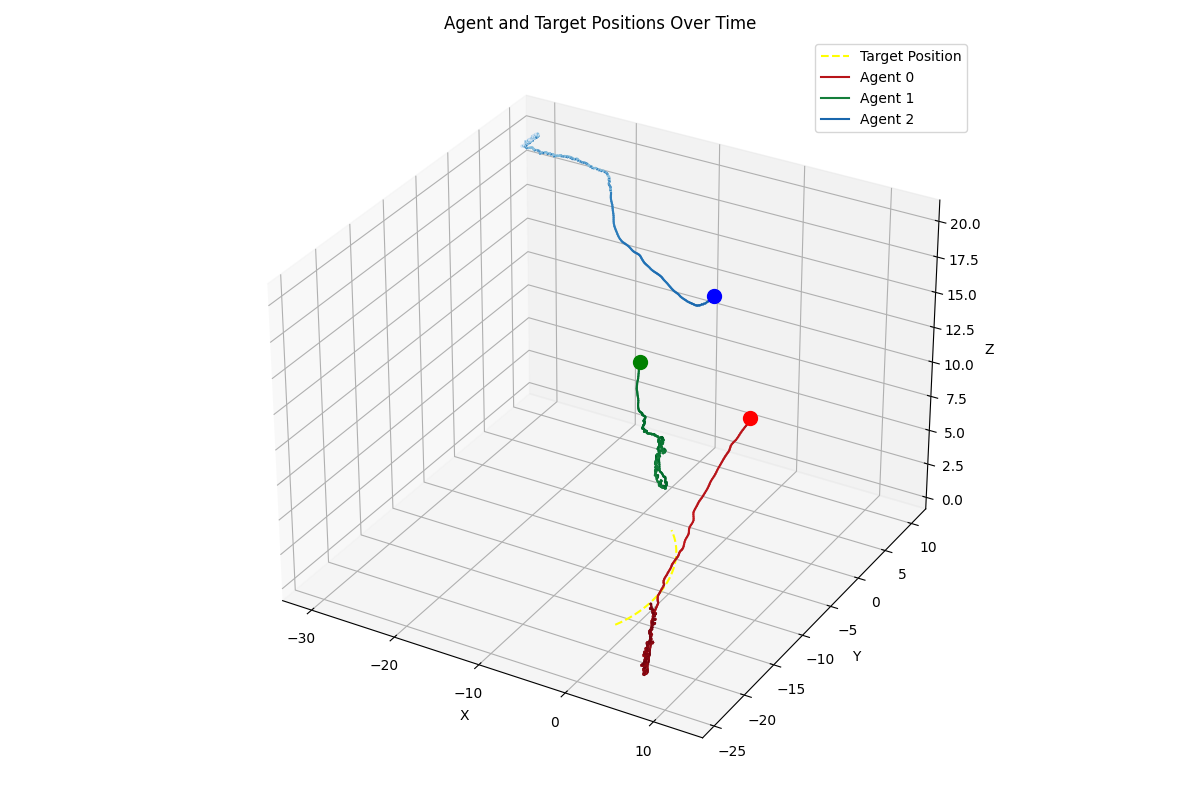 Agent and Target Positions Over Time
Target Position
Agent 0
Agent 1
Agent 2
20.0
17.5
15.0
12.5
10.0
7.5
5.0
2.5
0.0
Z
10
5
0
−5
−10
−15
−20
−25
Y
−30
−20
−10
0
10
X